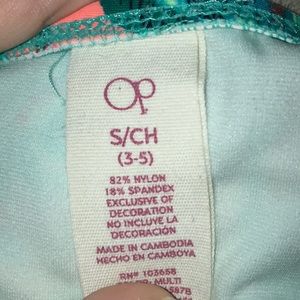 Op
S/CH
(3-5)
82% NYLON
18% SPANDEX
EXCLUSIVE OF
DECORATION
NO INCLUYE LA
DECORACIÓN
MADE IN CAMBODIA
HECHO EN CAMBOYA
RN# 103658
MULTI